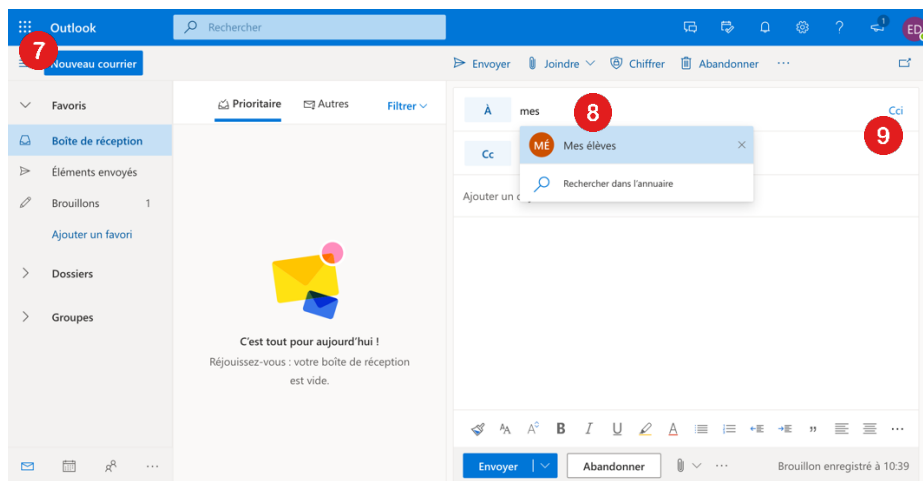 Outlook
Rechercher
1
ED
7
Nouveau courrier
Envoyer Joindre Chiffrer Abandonner ...
Favoris
Prioritaire Autres Filtrer
À mes 8 Cci
9
Boîte de réception
MÉ Mes élèves
Cc
Éléments envoyés
Rechercher dans l'annuaire
Brouillons 1
Ajouter un
Ajouter un favori
Dossiers
Groupes
C'est tout pour aujourd'hui !
Réjouissez-vous : votre boîte de réception
est vide.
Envoyer Abandonner ... Brouillon enregistré à 10:39